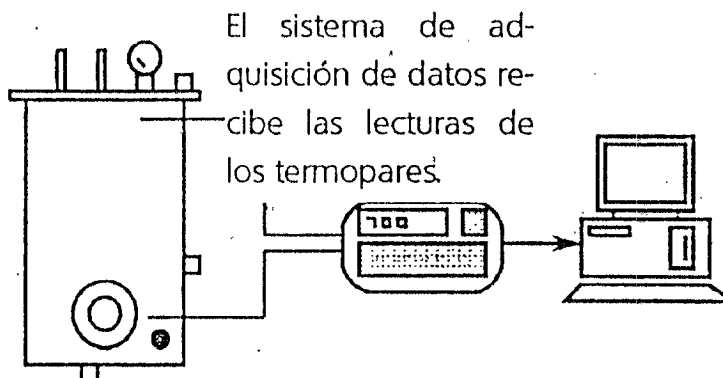 El sistema de ad-
quisición de datos re-
cibe las lecturas de
los termopares.